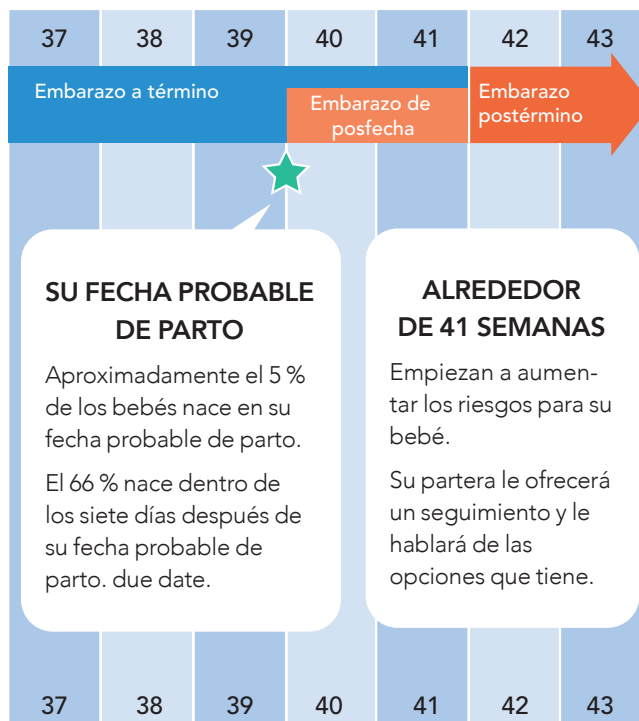 37 38 39 40 41 42 43
Embarazo a término
Embarazo de
posfecha
Embarazo
postérmino
SU FECHA PROBABLE
DE PARTO
Aproximadamente el 5 %
de los bebés nace en su
fecha probable de parto.
El 66 % nace dentro de
los siete días después de
su fecha probable de
parto. due date.
ALREDEDOR
DE 41 SEMANAS
Empiezan a aumen-
tar los riesgos para su
bebé.
Su partera le ofrecerá
un seguimiento y le
hablará de las
opciones que tiene.
37 38 39 40 41 42 43